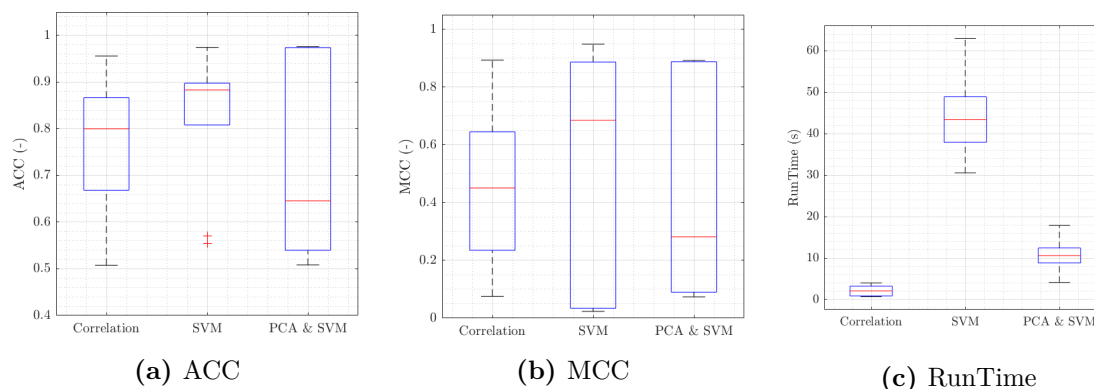 ACC (-)
1
0.9
0.8
0.7
0.6
0.5
0.4
Correlation SVM PCA & SVM
(a) ACC
MCC (-)
1
0.8
0.6
0.4
0.2
0
Correlation SVM PCA & SVM
(b) MCC
RunTime (s)
60
50
40
30
20
10
0
Correlation SVM PCA & SVM
(c) RunTime